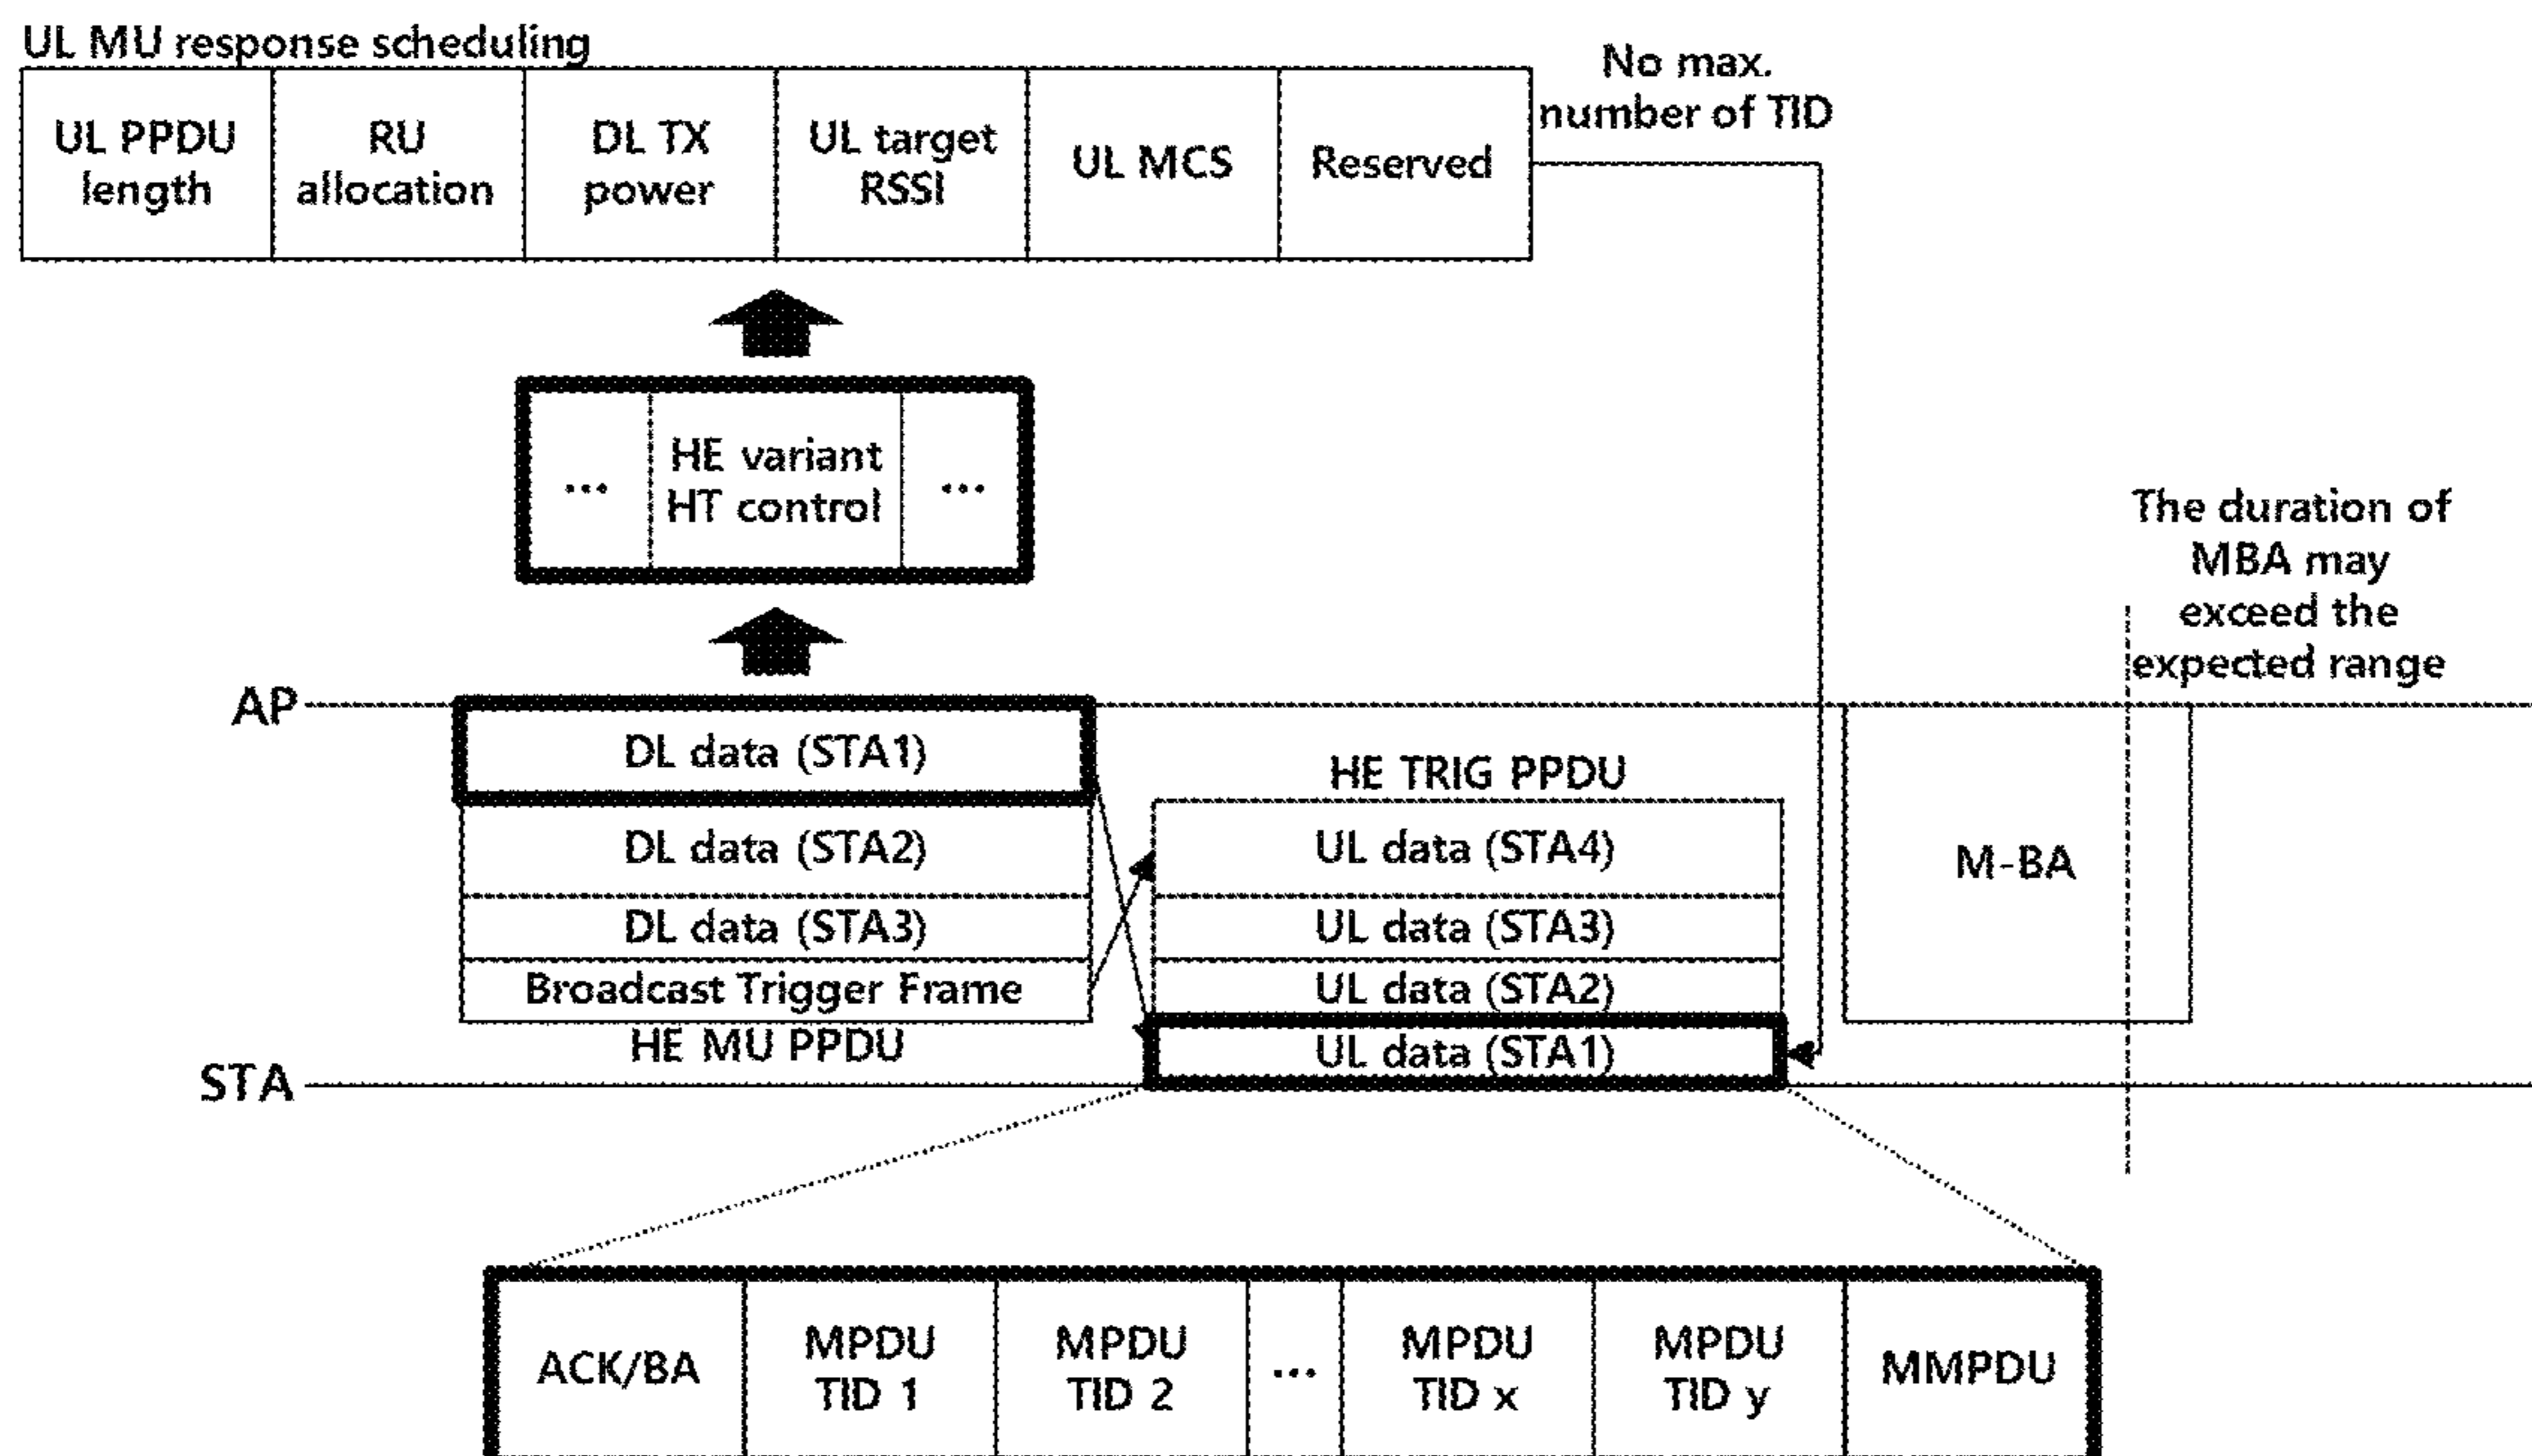 UL MU response scheduling
UL PPDU
length
RU
allocation
DL TX
power
UL target
RSSI
UL MCS
Reserved
No max.
number of TID
...
HE variant
HT control
...
The duration of
MBA may
exceed the
expected range
AP
DL data (STA1)
DL data (STA2)
DL data (STA3)
Broadcast Trigger Frame
HE MU PPDU
HE TRIG PPDU
UL data (STA4)
UL data (STA3)
UL data (STA2)
UL data (STA1)
M-BA
STA
ACK/BA
MPDU
TID 1
MPDU
TID 2
...
MPDU
TID x
MPDU
TID y
MMPDU